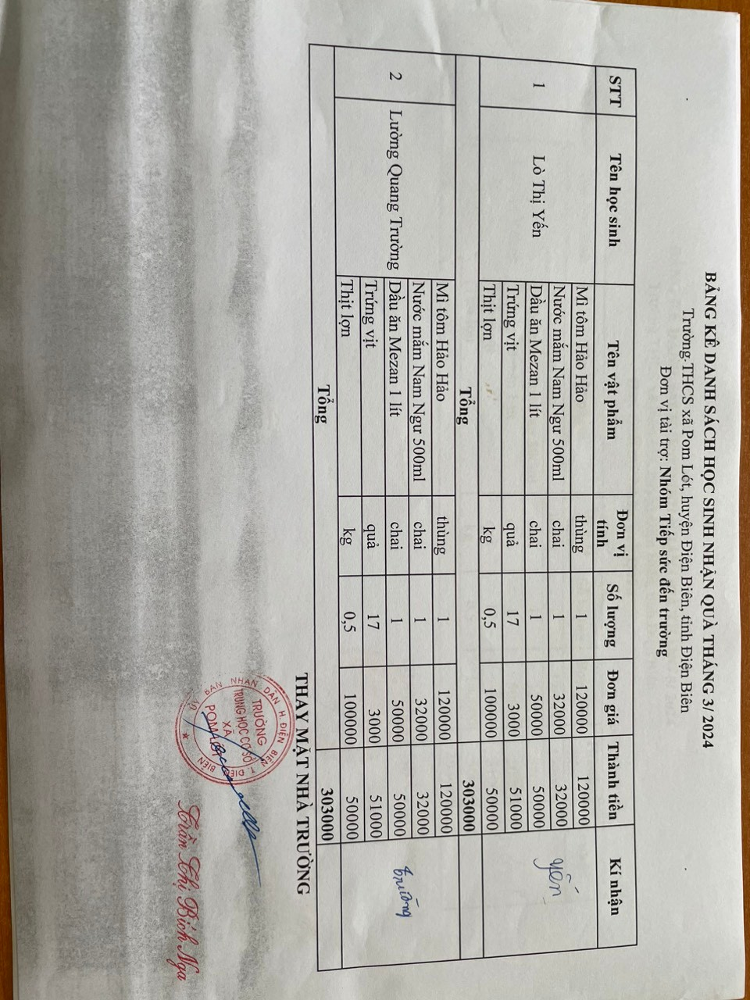 BẢNG KÊ DANH SÁCH HỌC SINH NHẬN QUÀ THÁNG 3/ 2024
Trường THCS xã Pom Lót, huyện Điện Biên, tỉnh Điện Biên
Đơn vị tài trợ: Nhóm Tiếp sức đến trường
STT Tên học sinh Tên vật phẩm Đơn vị tính Số lượng Đơn giá Thành tiền Kí nhận
1 Lò Thị Yến Mì tôm Hảo Hảo thùng 1 120000 120000 Yến
Nước mắm Nam Ngư 500ml chai 1 32000 32000
Dầu ăn Mezan 1 lít chai 1 50000 50000
Trứng vịt quả 17 3000 51000
Thịt lợn kg 0,5 100000 50000
Tổng 303000
2 Lường Quang Trường Mì tôm Hảo Hảo thùng 1 120000 120000 Trường
Nước mắm Nam Ngư 500ml chai 1 32000 32000
Dầu ăn Mezan 1 lít chai 1 50000 50000
Trứng vịt quả 17 3000 51000
Thịt lợn kg 0,5 100000 50000
Tổng 303000
THAY MẶT NHÀ TRƯỜNG
BAN NHÂN DÂN H. ĐIỆN BIÊN T. ĐIỆN BIÊN
TRƯỜNG
TRUNG HỌC CƠ SỞ
XÃ
POM LÓT
Trần Thị Bích Nga